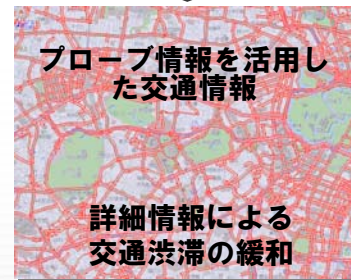 プローブ情報を活用し
た交通情報
詳細情報による
交通渋滞の緩和